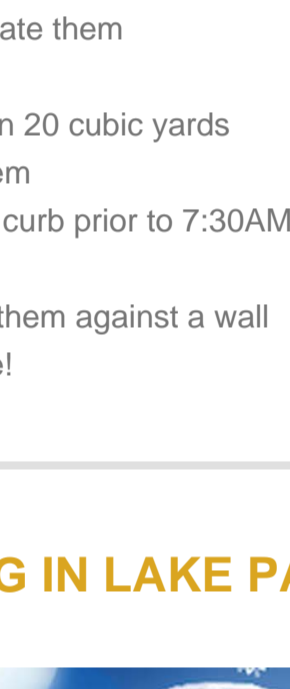 ate them
n 20 cubic yards
em
curb prior to 7:30AM
them against a wall
e!
G IN LAKE PA